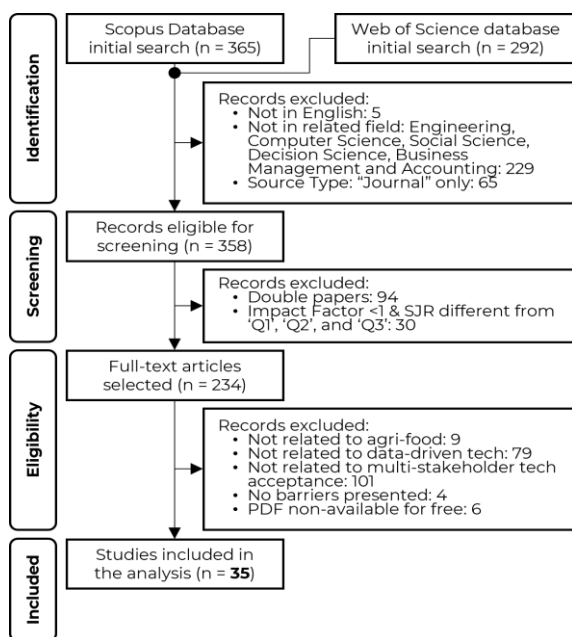 Identification
Scopus Database
initial search (n = 365)
Web of Science database
initial search (n = 292)
Records excluded:
• Not in English: 5
• Not in related field: Engineering,
Computer Science, Social Science,
Decision Science, Business
Management and Accounting: 229
• Source Type: “Journal” only: 65
Screening
Records eligible for
screening (n = 358)
Records excluded:
• Double papers: 94
• Impact Factor <1 & SJR different from
‘Q1’, ‘Q2’, and ‘Q3’: 30
Eligibility
Full-text articles
selected (n = 234)
Records excluded:
• Not related to agri-food: 9
• Not related to data-driven tech: 79
• Not related to multi-stakeholder tech
acceptance: 101
• No barriers presented: 4
• PDF non-available for free: 6
Included
Studies included in
the analysis (n = 35)